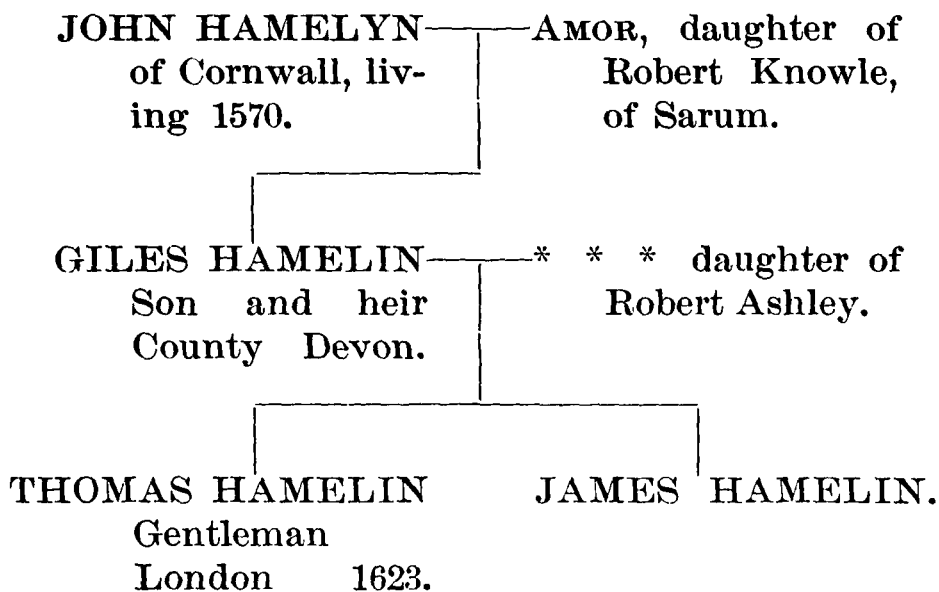 JOHN HAMELYN
of Cornwall, liv-
ing 1570.
AMOR, daughter of
Robert Knowle,
of Sarum.
GILES HAMELIN
Son and heir
County Devon.
* * * daughter of
Robert Ashley.
THOMAS HAMELIN
Gentleman
London 1623.
JAMES HAMELIN.